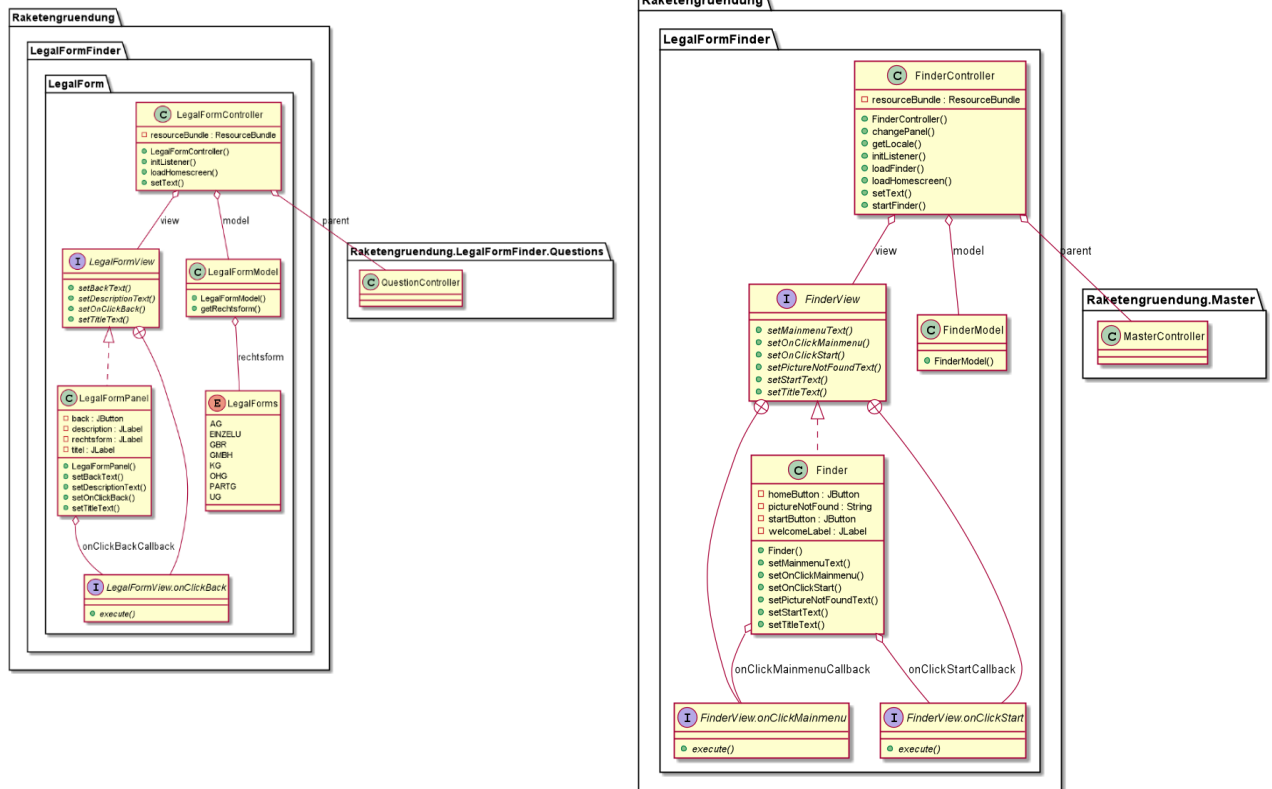 Raketengruendung
LegalFormFinder
LegalForm
C LegalFormController
resourceBundle : ResourceBundle
LegalFormController()
initListener()
loadHomescreen()
setText()
view
model
parent
I LegalFormView
setBackText()
setDescriptionText()
setOnClickBack()
setTitleText()
C LegalFormModel
LegalFormModel()
getRechtsform()
Raketengruendung.LegalFormFinder.Questions
C QuestionController
rechtsform
C LegalFormPanel
back : JButton
description : JLabel
rechtsform : JLabel
titel : JLabel
LegalFormPanel()
setBackText()
setDescriptionText()
setOnClickBack()
setTitleText()
E LegalForms
AG
EINZELU
GBR
GMBH
KG
OHG
PARTG
UG
onClickBackCallback
I LegalFormView.onClickBack
execute()
Raketengruendung
LegalFormFinder
C FinderController
resourceBundle : ResourceBundle
FinderController()
changePanel()
getLocale()
initListener()
loadFinder()
loadHomescreen()
setText()
startFinder()
view
model
parent
I FinderView
setMainmenuText()
setOnClickMainmenu()
setOnClickStart()
setPictureNotFoundText()
setStartText()
setTitleText()
C FinderModel
FinderModel()
Raketengruendung.Master
C MasterController
C Finder
homeButton : JButton
pictureNotFound : String
startButton : JButton
welcomeLabel : JLabel
Finder()
setMainmenuText()
setOnClickMainmenu()
setOnClickStart()
setPictureNotFoundText()
setStartText()
setTitleText()
onClickMainmenuCallback
onClickStartCallback
I FinderView.onClickMainmenu
execute()
I FinderView.onClickStart
execute()